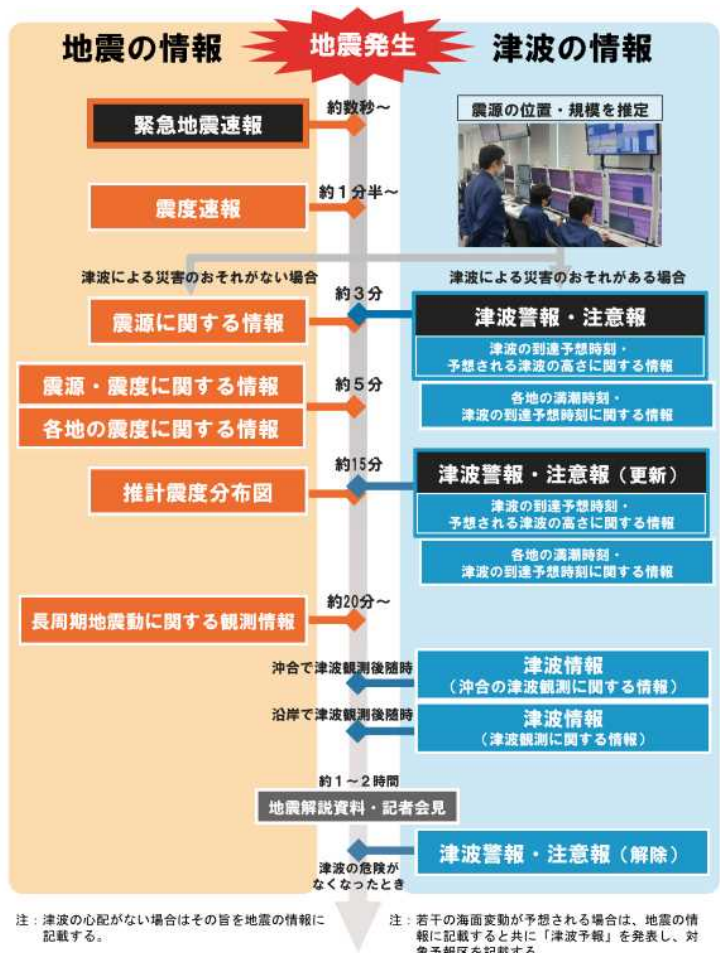 地震の情報
地震発生
津波の情報
約数秒～
緊急地震速報
震源の位置・規模を推定
約１分半～
震度速報
津波による災害のおそれがない場合
津波による災害のおそれがある場合
約３分
震源に関する情報
津波警報・注意報
津波の到達予想時刻・
予想される津波の高さに関する情報
各地の満潮時刻・
津波の到達予想時刻に関する情報
約５分
震源・震度に関する情報
各地の震度に関する情報
約15分
推計震度分布図
津波警報・注意報（更新）
津波の到達予想時刻・
予想される津波の高さに関する情報
各地の満潮時刻・
津波の到達予想時刻に関する情報
約20分～
長周期地震動に関する観測情報
沖合で津波観測後随時
津波情報
（沖合の津波観測に関する情報）
沿岸で津波観測後随時
津波情報
（津波観測に関する情報）
約１～２時間
地震解説資料・記者会見
津波警報・注意報（解除）
津波の危険が
なくなったとき
注：津波の心配がない場合はその旨を地震の情報に
記載する。
注：若干の海面変動が予想される場合は、地震の情
報に記載すると共に「津波予報」を発表し、対
象予報区を記載する。